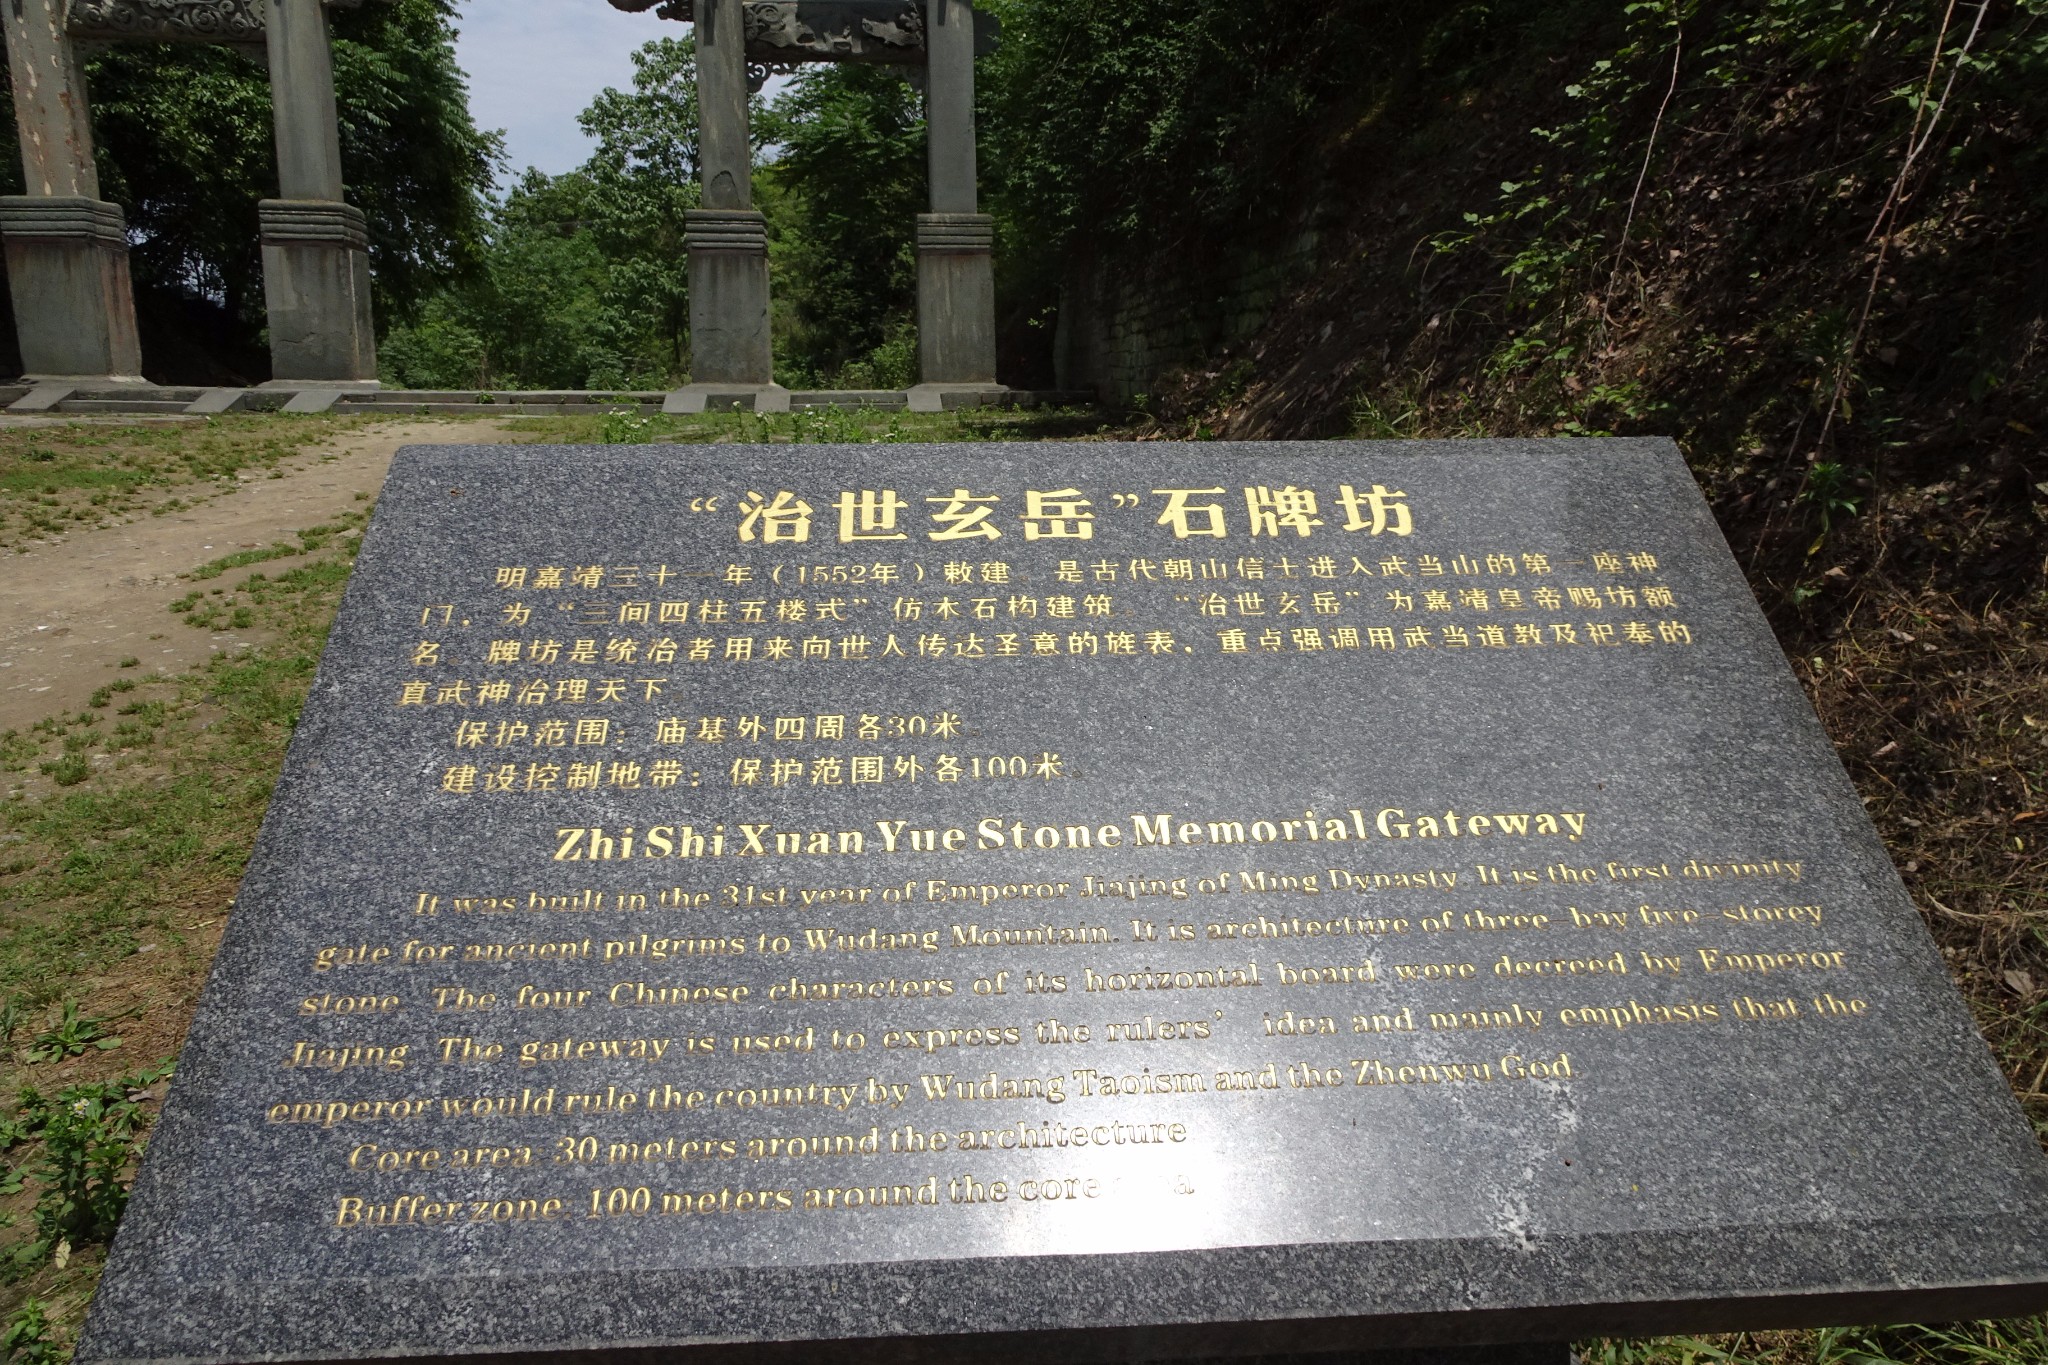 “治世玄岳”石牌坊
明嘉靖三十一年（1552年）敕建。是古代朝山信士进入武当山的第一座神
门，为“三间四柱五楼式”仿木石构建筑。“治世玄岳”为嘉靖皇帝赐坊额
名。牌坊是统治者用来向世人传达圣意的旌表，重点强调用武当道教及祀奉的
真武神治理天下。
保护范围：庙基外四周各30米。
建设控制地带：保护范围外各100米。
Zhi Shi Xuan Yue Stone Memorial Gateway
It was built in the 31st year of Emperor Jiajing of Ming Dynasty. It is the first divinity
gate for ancient pilgrims to Wudang Mountain. It is architecture of three-bay five-storey
stone. The four Chinese characters of its horizontal board were decreed by Emperor
Jiajing. The gateway is used to express the rulers’ idea and mainly emphasis that the
emperor would rule the country by Wudang Taoism and the Zhenwu God
Core area: 30 meters around the architecture
Buffer zone: 100 meters around the core